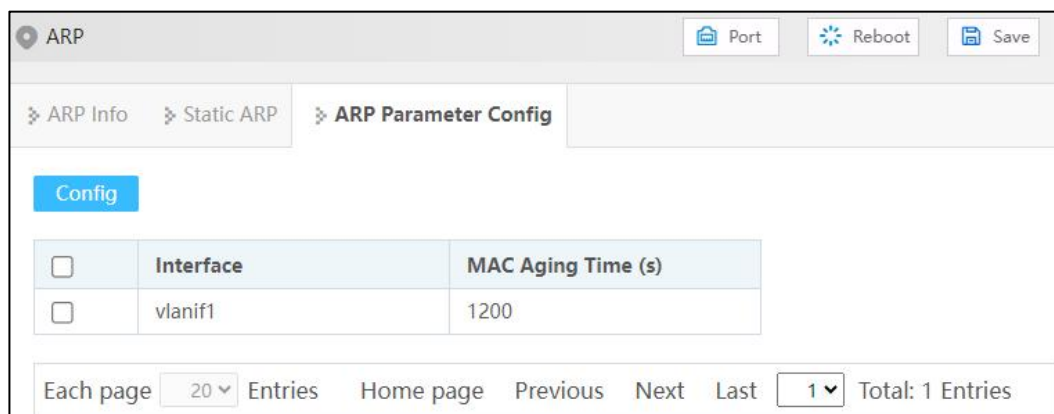 ARP Port Reboot Save
ARP Info Static ARP ARP Parameter Config
Config
Interface MAC Aging Time (s)
vlanif1 1200
Each page 20 Entries Home page Previous Next Last 1 Total: 1 Entries